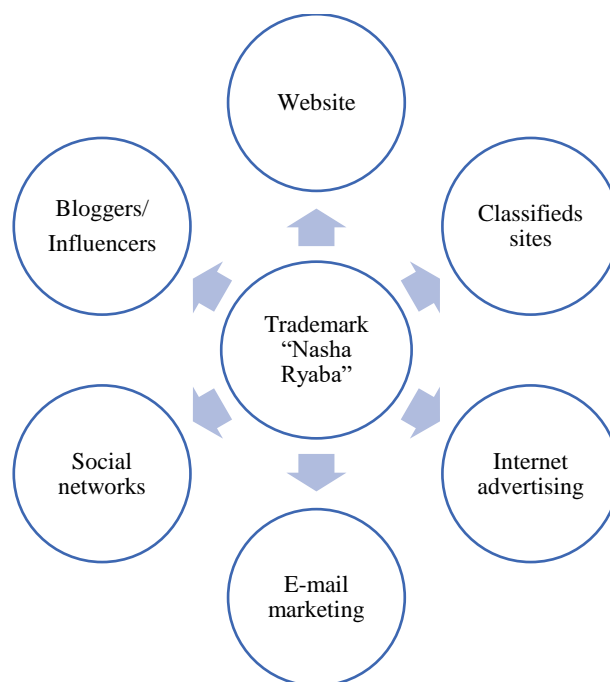 Website
Bloggers/
Influencers
Classifieds
sites
Trademark
“Nasha
Ryaba”
Social
networks
Internet
advertising
E-mail
marketing